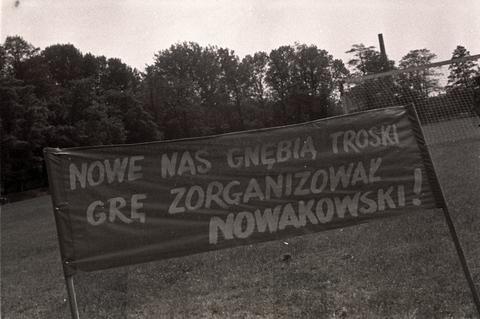 NOWE NAS GNĘBIĄ TROSKI
GRĘ ZORGANIZOWAŁ
NOWAKOWSKI!